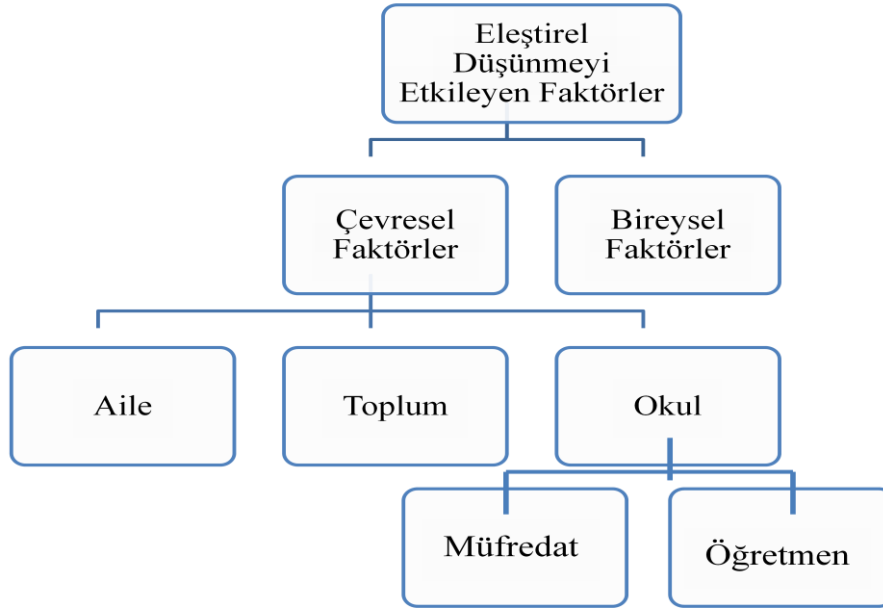 Eleştirel
Düşünmeyi
Etkileyen Faktörler
Çevresel
Faktörler
Bireysel
Faktörler
Aile
Toplum
Okul
Müfredat
Öğretmen